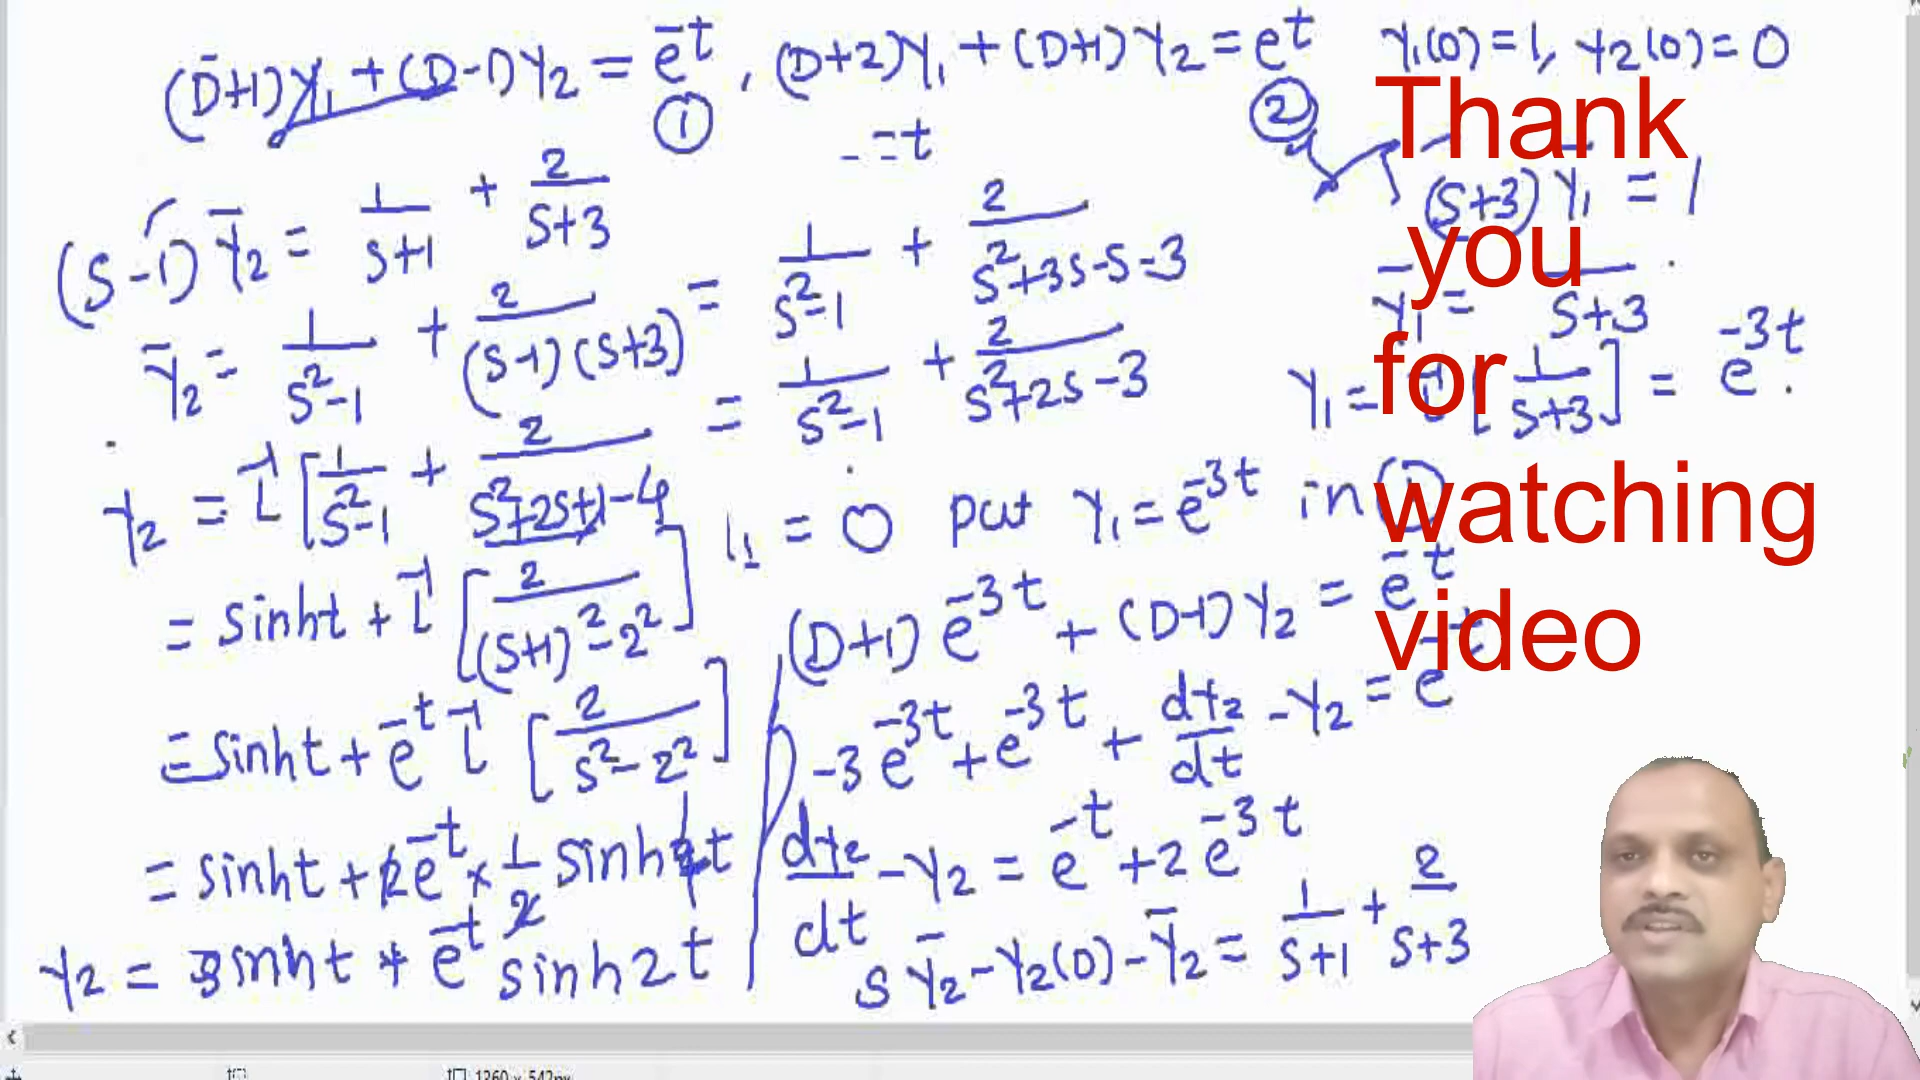 (D+1)y₁ + (D-1)Y₂ = e^-t , (D+2)Y₁ + (D+1)Y₂ = e^t   Y₁(0)=1, Y₂(0)=0
① ②
(S-1)Ȳ₂ = 1/(S+1) + 2/(S+3)
Ȳ₂ = 1/(S²-1) + 2/((S-1)(S+3)) = 1/(S²-1) + 2/(S²+3S-S-3)
= 1/(S²-1) + 2/(S²+2S-3)
Y₂ = L^-1 [1/(S²-1) + 2/(S²+2S+1-4)]
= sinht + L^-1 [2/((S+1)²-2²)]
= sinht + e^-t L^-1 [2/(S²-2²)]
= sinht + 2e^-t × 1/2 sinh2t
Y₂ = sinht + e^-t sinh2t
(S+3)Ȳ₁ = 1
Ȳ₁ = /(S+3)
Y₁ = [1/(S+3)] = e^-3t
= 0 put Y₁ = e^-3t in ①
(D+1) e^-3t + (D-1)Y₂ = e^-t
-3e^-3t + e^-3t + dY₂/dt - Y₂ = e^-t
dY₂/dt - Y₂ = e^-t + 2e^-3t
SȲ₂ - Y₂(0) - Ȳ₂ = 1/(S+1) + 2/(S+3)
Thank
you
for
watching
video